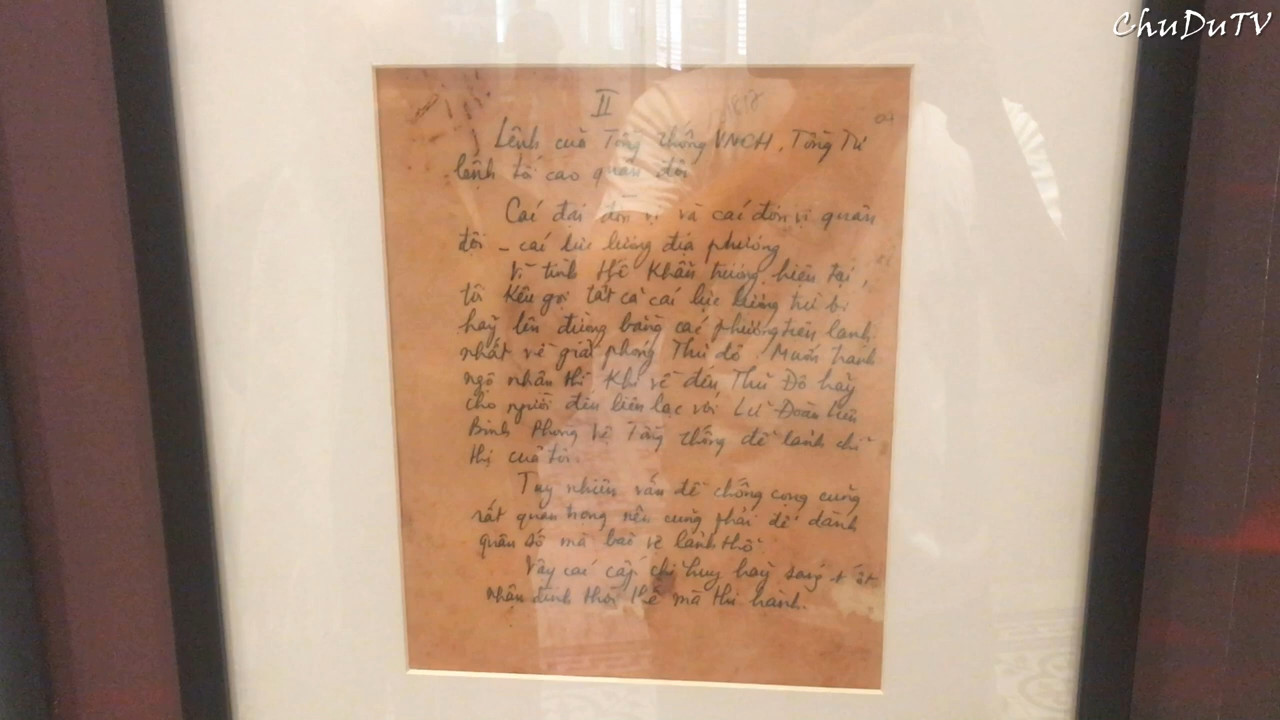 ChuDuTV
II
Lệnh của Tổng thống VNCH, Tổng Tư
lệnh tối cao quân đội
Các đại đơn vị và các đơn vị quân
đội - các lực lượng địa phương
Vì tình thế khẩn trương hiện tại,
tôi kêu gọi tất cả các lực lượng trừ bị
hãy lên đường bằng các phương tiện lanh
nhất về giải phóng Thủ đô. Muốn tránh
ngộ nhận thì khi về đến Thủ Đô hãy
cho người đến liên lạc với Lữ Đoàn Liên
Binh Phòng Vệ Tổng thống để lãnh chỉ
thị của tôi.
Tuy nhiên vấn đề chống cộng cũng
rất quan trọng nên cũng phải để dành
quân số mà bảo vệ lãnh thổ
Vậy các cấp chỉ huy hãy sáng
nhận định thời thế mà thi hành.